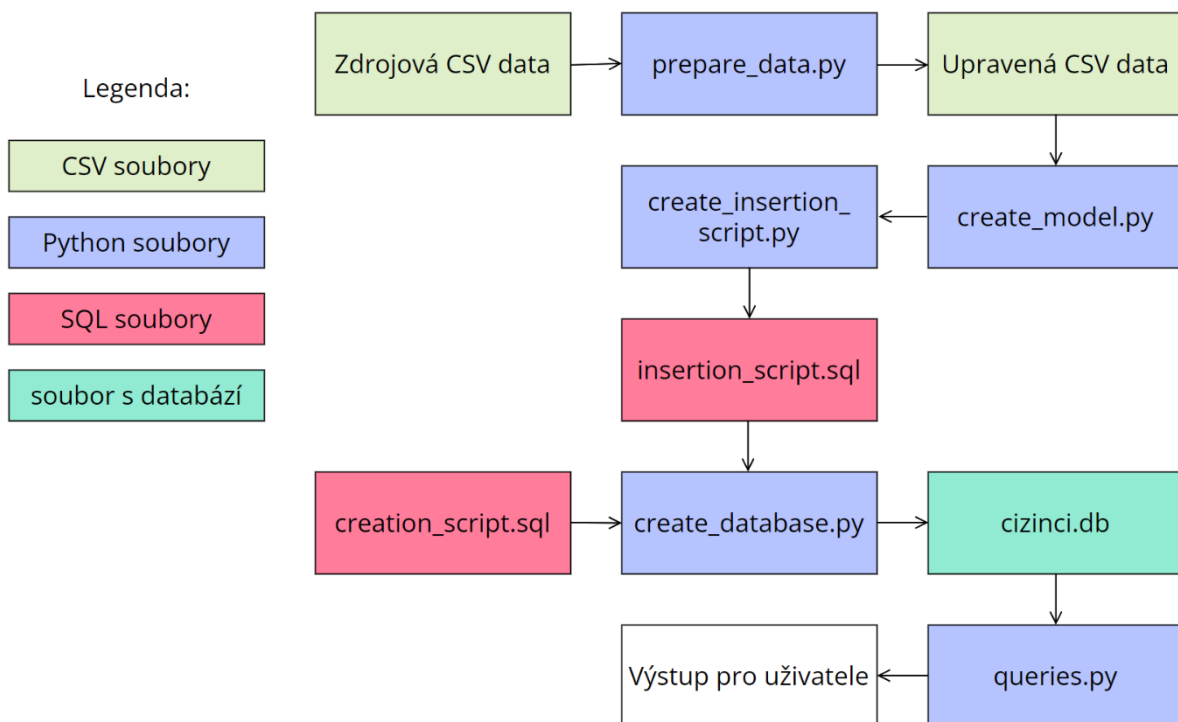 Zdrojová CSV data
prepare_data.py
Upravená CSV data
Legenda:
CSV soubory
create_insertion_
script.py
create_model.py
Python soubory
SQL soubory
insertion_script.sql
soubor s databází
creation_script.sql
create_database.py
cizinci.db
Výstup pro uživatele
queries.py